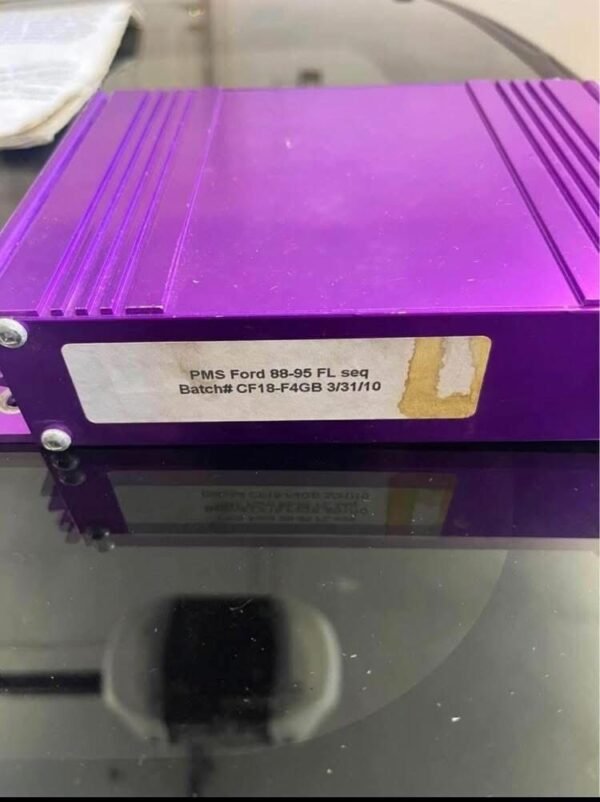 PMS Ford 88-95 FL seq
Batch# CF18-F4GB 3/31/10